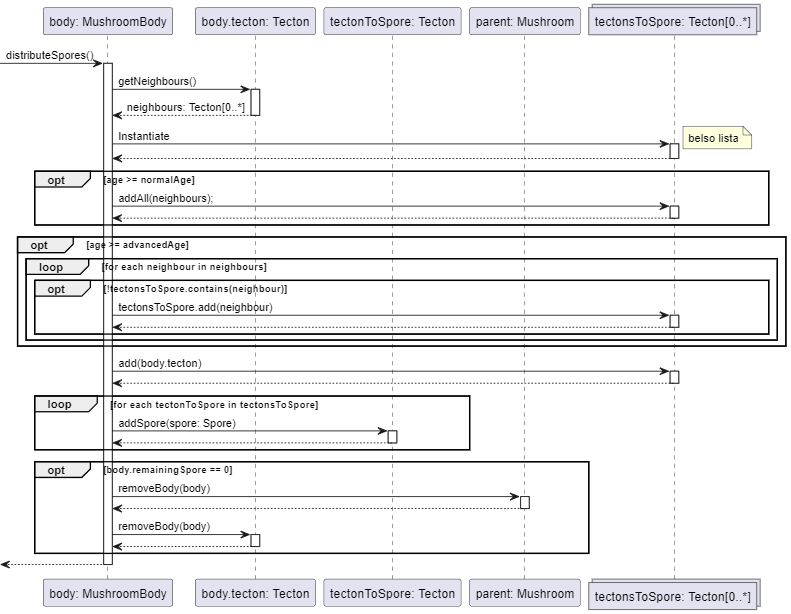 body: MushroomBody
body.tecton: Tecton
tectonToSpore: Tecton
parent: Mushroom
tectonsToSpore: Tecton[0..*]
distributeSpores()
getNeighbours()
neighbours: Tecton[0..*]
Instantiate
belso lista
opt
[age >= normalAge]
addAll(neighbours);
opt
[age >= advancedAge]
loop
[for each neighbour in neighbours]
opt
[!tectonsToSpore.contains(neighbour)]
tectonsToSpore.add(neighbour)
add(body.tecton)
loop
[for each tectonToSpore in tectonsToSpore]
addSpore(spore: Spore)
opt
[body.remainingSpore == 0]
removeBody(body)
removeBody(body)
body: MushroomBody
body.tecton: Tecton
tectonToSpore: Tecton
parent: Mushroom
tectonsToSpore: Tecton[0..*]